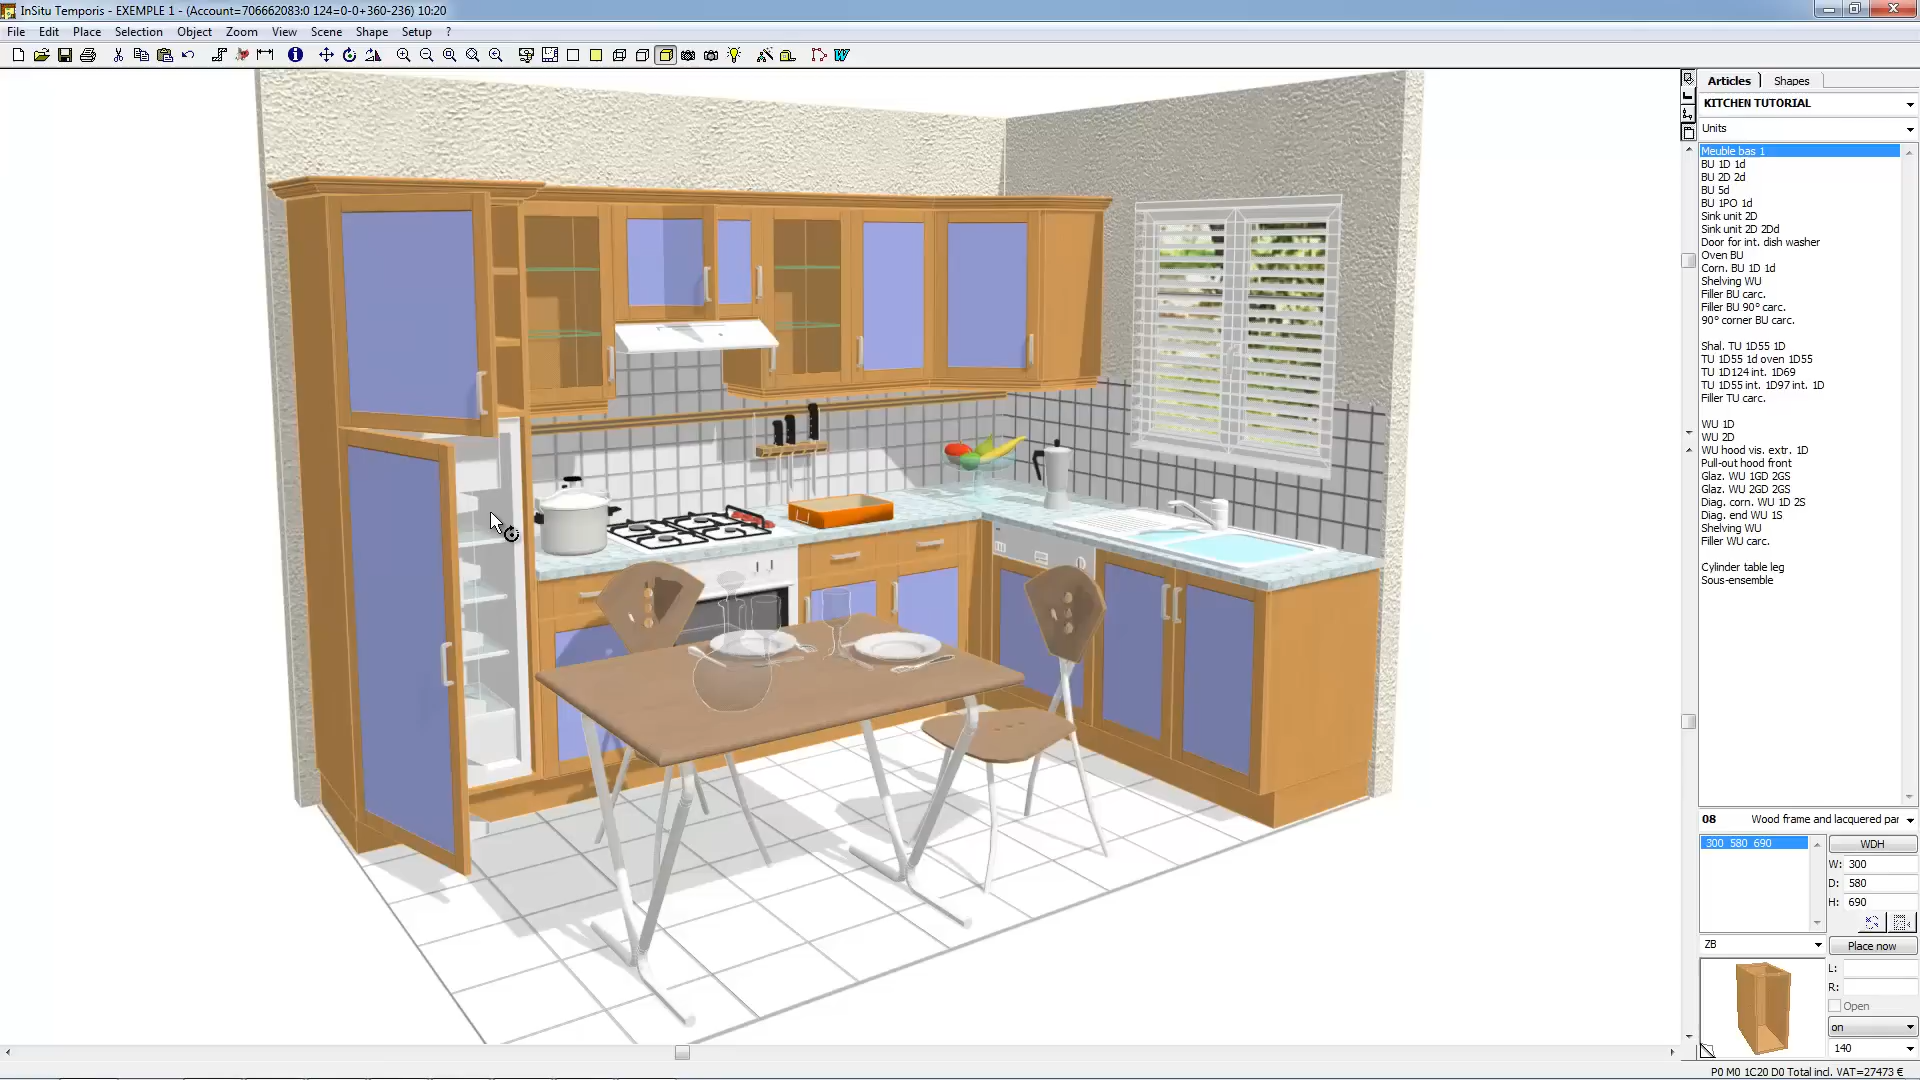 InSitu Temporis - EXEMPLE 1 - (Account=706662083:0 124=0-0+360-236) 10:20
File Edit Place Selection Object Zoom View Scene Shape Setup ?
Articles Shapes
KITCHEN TUTORIAL
Units
Meuble bas 1
BU 1D 1d
BU 2D 2d
BU 5d
BU 1PO 1d
Sink unit 2D
Sink unit 2D 2Dd
Door for int. dish washer
Oven BU
Corn. BU 1D 1d
Shelving WU
Filler BU carc.
Filler BU 90° carc.
90° corner BU carc.
Shal. TU 1D55 1D
TU 1D55 1d oven 1D55
TU 1D124 int. 1D69
TU 1D55 int. 1D97 int. 1D
Filler TU carc.
WU 1D
WU 2D
WU hood vis. extr. 1D
Pull-out hood front
Glaz. WU 1GD 2GS
Glaz. WU 2GD 2GS
Diag. corn. WU 1D 2S
Diag. end WU 1S
Shelving WU
Filler WU carc.
Cylinder table leg
Sous-ensemble
08 Wood frame and lacquered par
300 580 690
WDH
W: 300
D: 580
H: 690
ZB
Place now
L:
R:
Open
on
140
P0 M0 1C20 D0 Total incl. VAT=27473 €